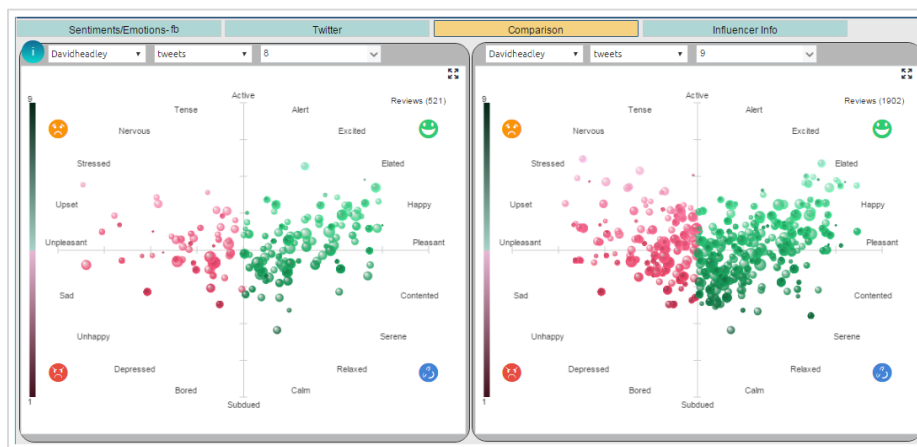 Sentiments/Emotions-fb
Twitter
Comparison
Influencer Info
i
Davidheadley
tweets
8
Reviews (521)
9
1
Active
Tense
Alert
Nervous
Excited
Stressed
Elated
Upset
Happy
Unpleasant
Pleasant
Sad
Contented
Unhappy
Serene
Depressed
Relaxed
Bored
Calm
Subdued
Davidheadley
tweets
9
Reviews (1902)
9
1
Active
Tense
Alert
Nervous
Excited
Stressed
Elated
Upset
Happy
Unpleasant
Pleasant
Sad
Contented
Unhappy
Serene
Depressed
Relaxed
Bored
Calm
Subdued